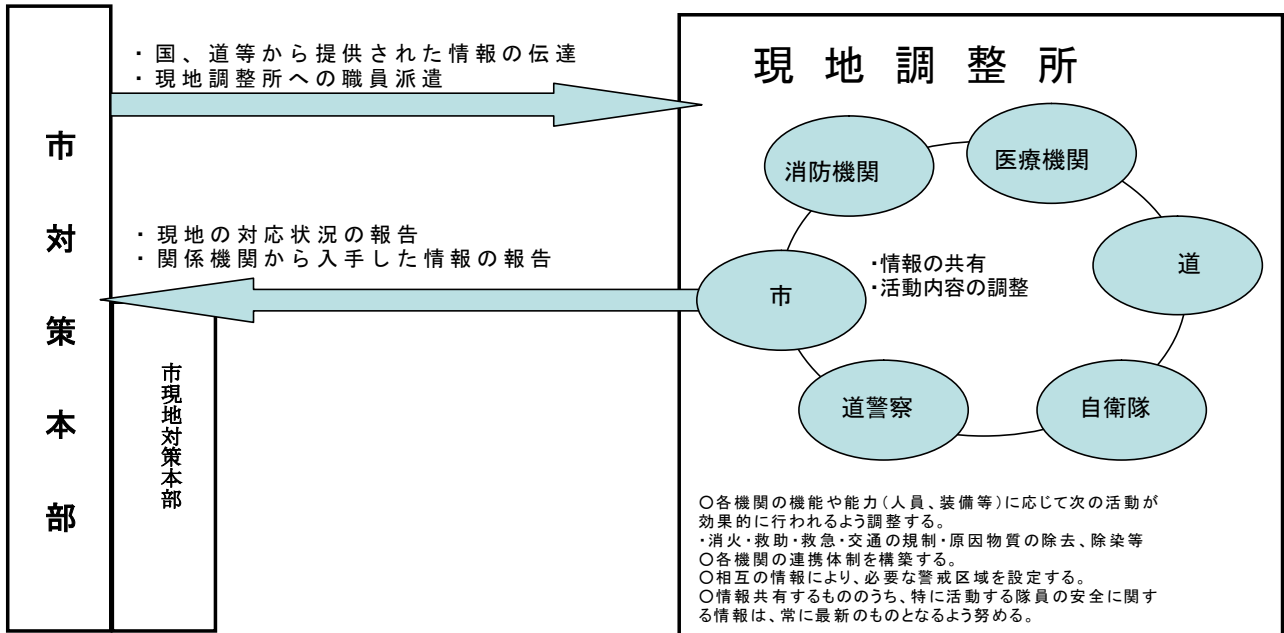 市対策本部
・国、道等から提供された情報の伝達
・現地調整所への職員派遣
・現地の対応状況の報告
・関係機関から入手した情報の報告
市現地対策本部
現地調整所
消防機関
医療機関
道
自衛隊
道警察
市
・情報の共有
・活動内容の調整
○各機関の機能や能力(人員、装備等)に応じて次の活動が
効果的に行われるよう調整する。
・消火・救助・救急・交通の規制・原因物質の除去、除染等
○各機関の連携体制を構築する。
○相互の情報により、必要な警戒区域を設定する。
○情報共有するもののうち、特に活動する隊員の安全に関す
る情報は、常に最新のものとなるよう努める。